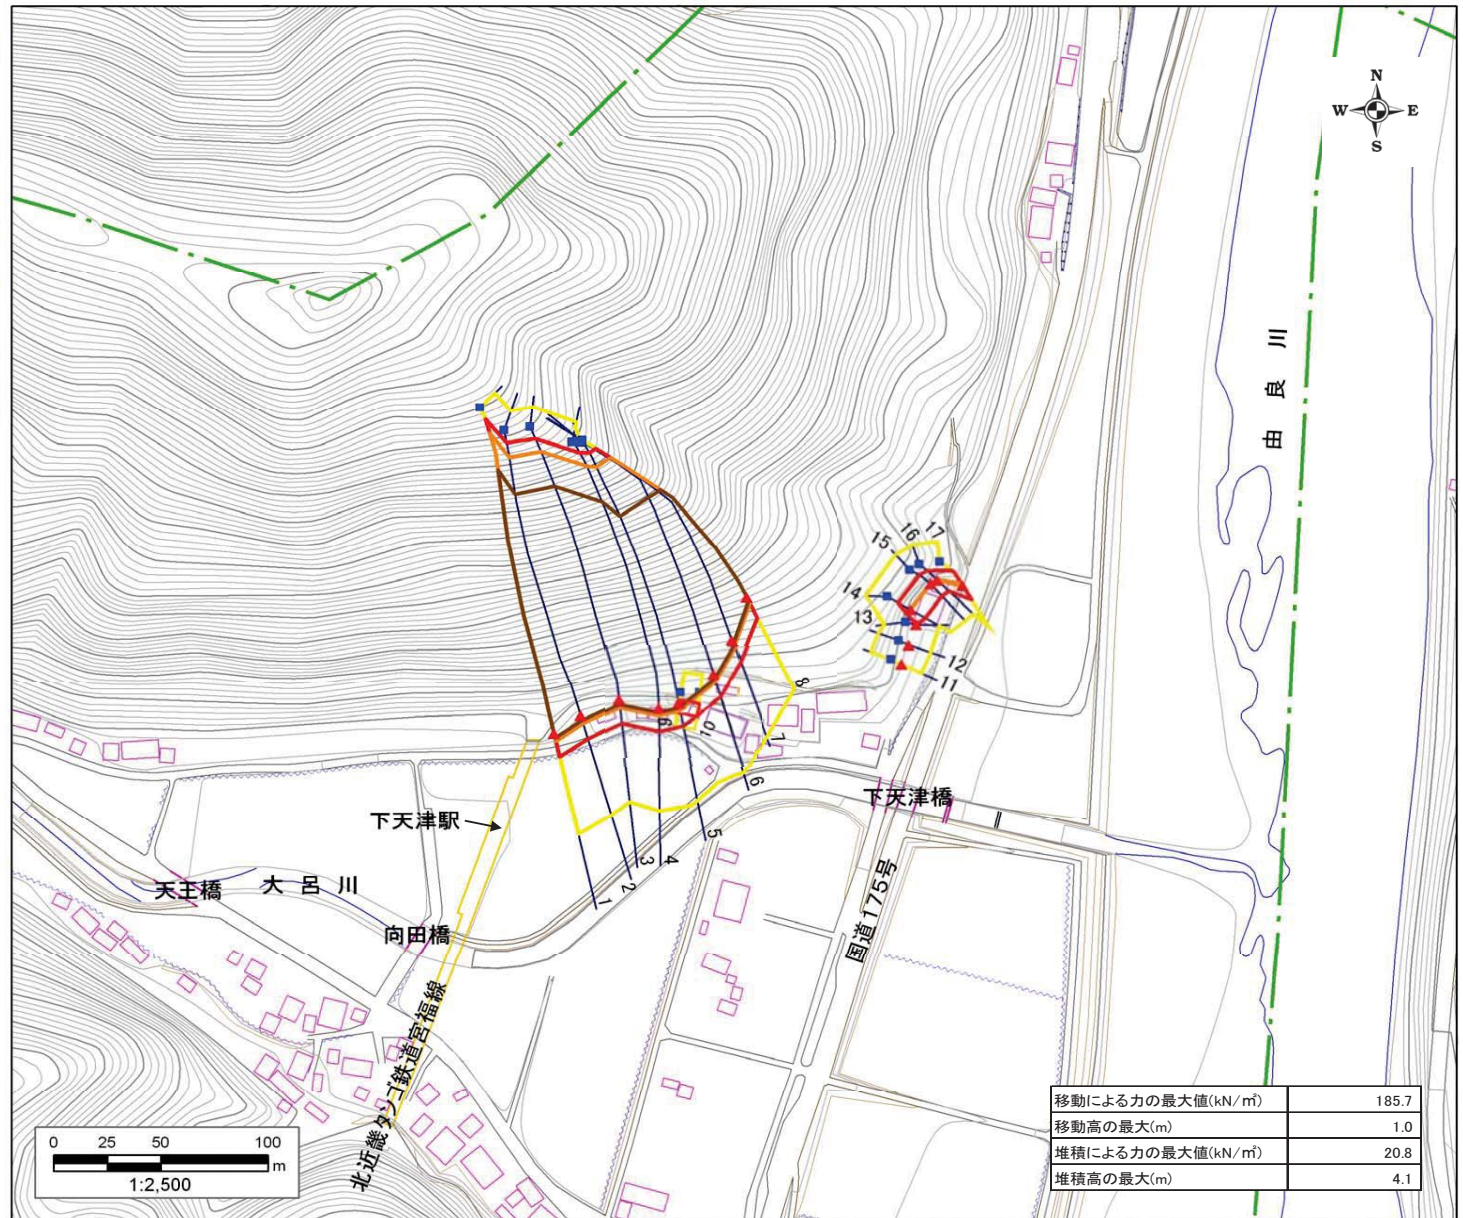 N
W E
S
由良川
17
16
15
14
13
12
11
8
9
10
7
6
5
4
3
2
1
下天津橋
下天津駅
天王橋
大呂川
向田橋
国道175号
北近畿タンゴ鉄道宮福線
0 25 50 100
m
1:2,500
移動による力の最大値(kN/㎡) 185.7
移動高の最大(m) 1.0
堆積による力の最大値(kN/㎡) 20.8
堆積高の最大(m) 4.1